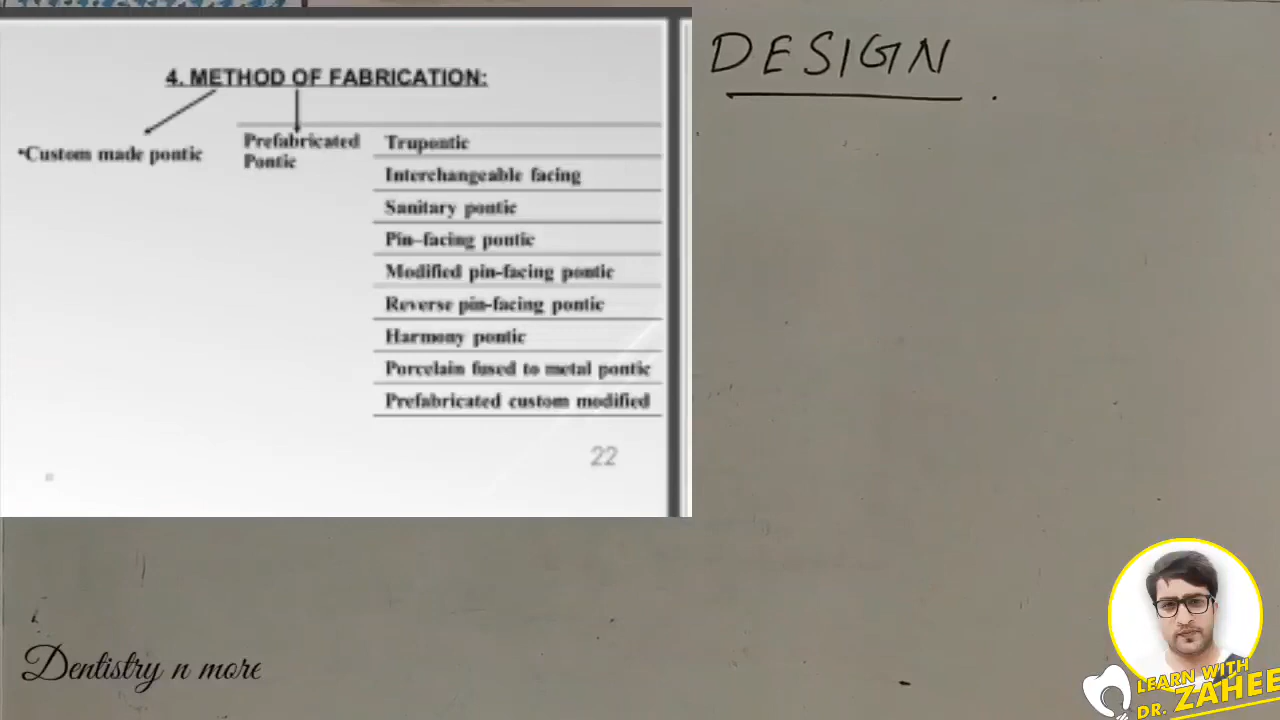 4. METHOD OF FABRICATION:
DESIGN
•Custom made pontic
Prefabricated
Pontic
Trupontic
Interchangeable facing
Sanitary pontic
Pin–facing pontic
Modified pin-facing pontic
Reverse pin-facing pontic
Harmony pontic
Porcelain fused to metal pontic
Prefabricated custom modified
22
Dentistry n more
LEARN WITH
DR. ZAHEE